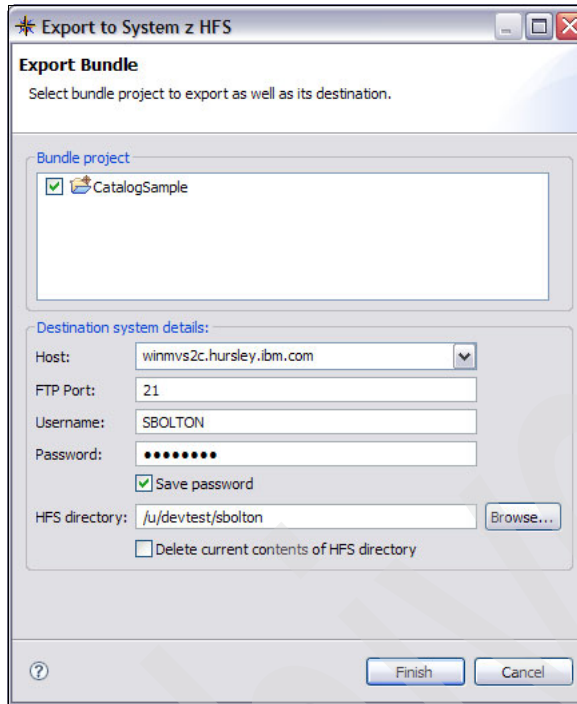 Export to System z HFS
Export Bundle
Select bundle project to export as well as its destination.
Bundle project
CatalogSample
Destination system details:
Host: winmvs2c.hursley.ibm.com
FTP Port: 21
Username: SBOLTON
Password: ••••••••
Save password
HFS directory: /u/devtest/sbolton Browse...
Delete current contents of HFS directory
? Finish Cancel